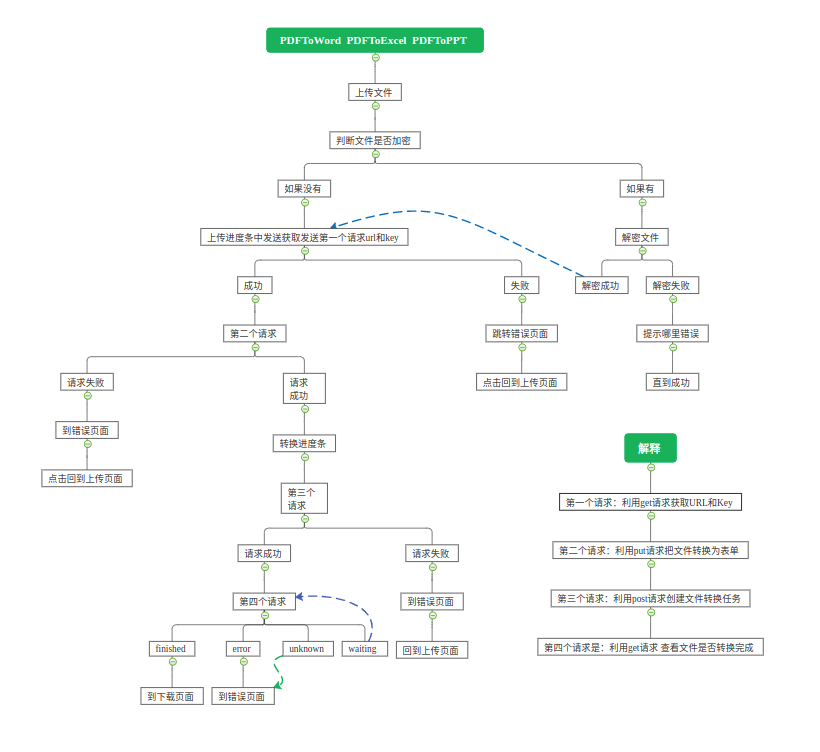 PDFToWord PDFToExcel PDFToPPT
上传文件
判断文件是否加密
如果没有
如果有
上传进度条中发送获取发送第一个请求url和key
解密文件
成功
失败
解密成功
解密失败
第二个请求
跳转错误页面
提示哪里错误
请求失败
请求
成功
点击回到上传页面
直到成功
到错误页面
转换进度条
解释
点击回到上传页面
第三个
请求
第一个请求：利用get请求获取URL和Key
请求成功
请求失败
第二个请求：利用put请求把文件转换为表单
第四个请求
到错误页面
第三个请求：利用post请求创建文件转换任务
finished
error
unknown
waiting
回到上传页面
第四个请求是：利用get请求 查看文件是否转换完成
到下载页面
到错误页面